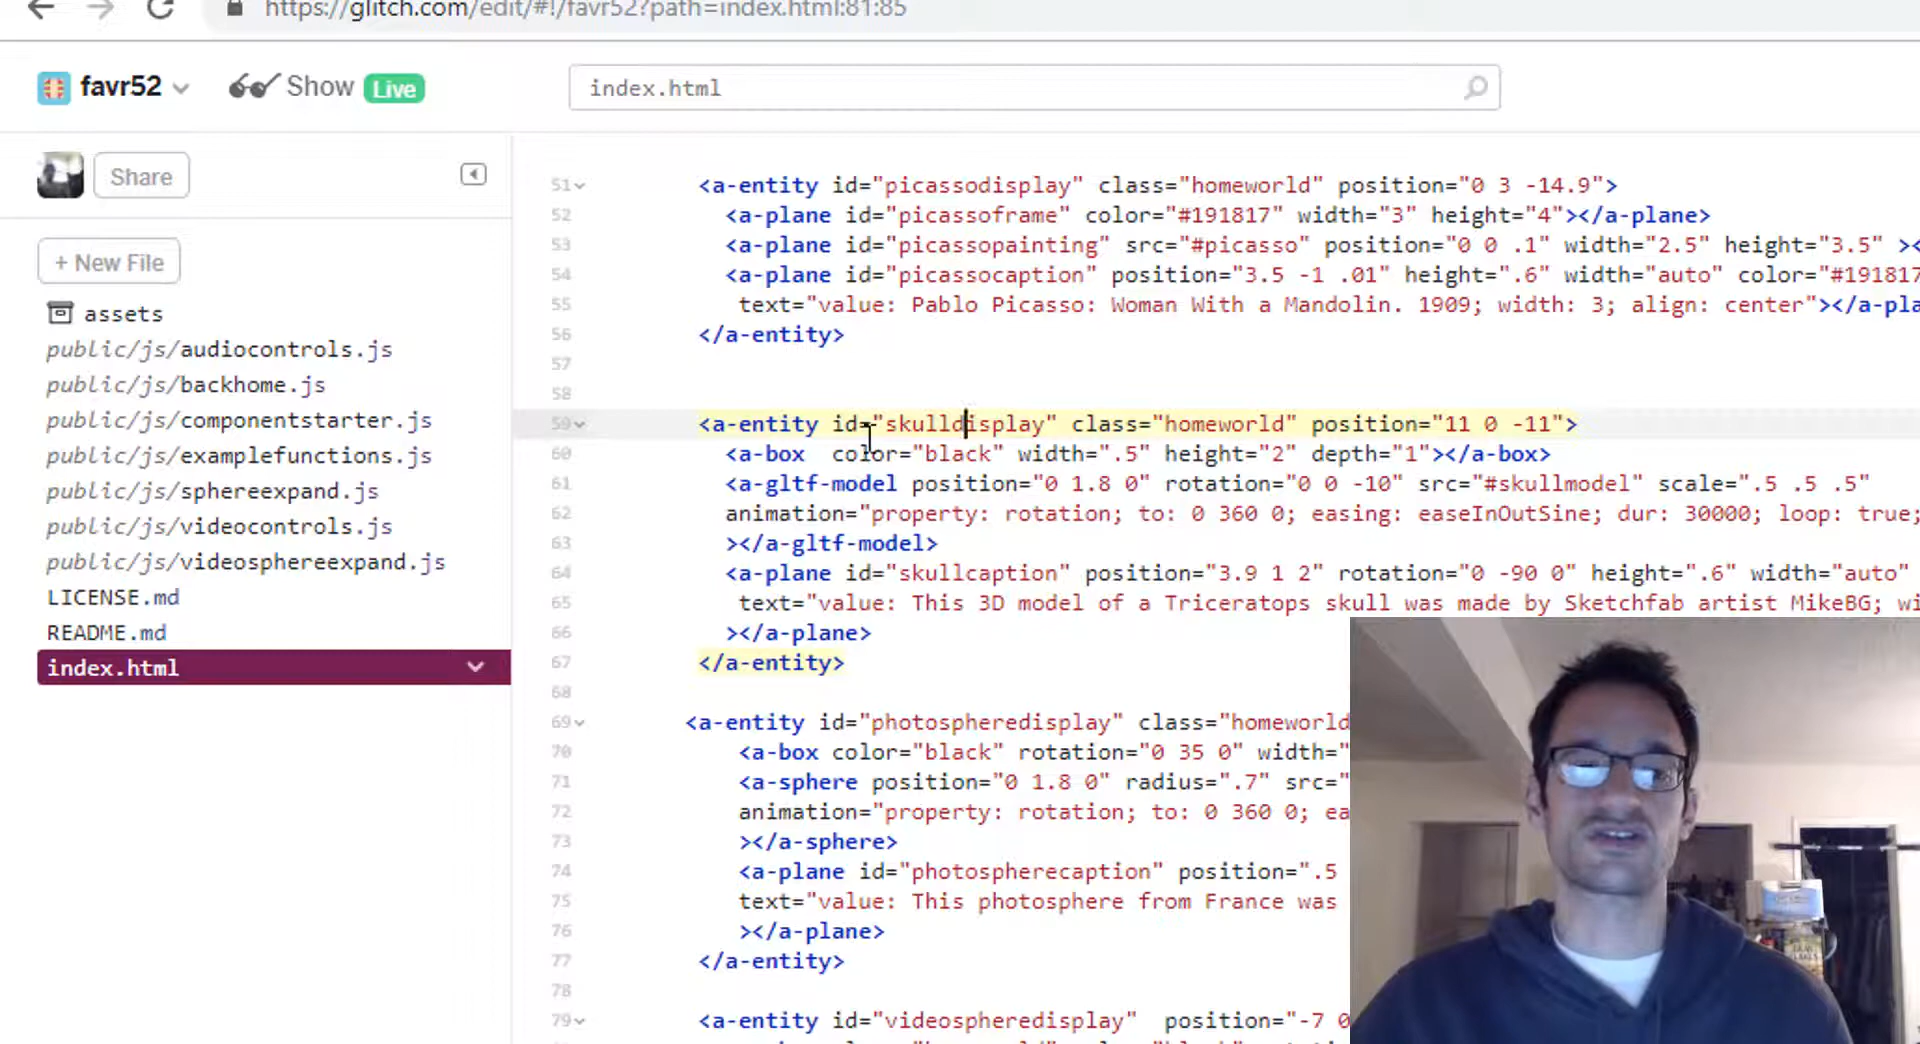 https://glitch.com/edit/#!/favr52?path=index.html:81:85
favr52 Show Live index.html
Share
+ New File
assets
public/js/audiocontrols.js
public/js/backhome.js
public/js/componentstarter.js
public/js/examplefunctions.js
public/js/sphereexpand.js
public/js/videocontrols.js
public/js/videosphereexpand.js
LICENSE.md
README.md
index.html
51 <a-entity id="picassodisplay" class="homeworld" position="0 3 -14.9">
52 <a-plane id="picassoframe" color="#191817" width="3" height="4"></a-plane>
53 <a-plane id="picassopainting" src="#picasso" position="0 0 .1" width="2.5" height="3.5" ><
54 <a-plane id="picassocaption" position="3.5 -1 .01" height=".6" width="auto" color="#191817
55 text="value: Pablo Picasso: Woman With a Mandolin. 1909; width: 3; align: center"></a-pla
56 </a-entity>
57
58
59 <a-entity id="skulldisplay" class="homeworld" position="11 0 -11">
60 <a-box color="black" width=".5" height="2" depth="1"></a-box>
61 <a-gltf-model position="0 1.8 0" rotation="0 0 -10" src="#skullmodel" scale=".5 .5 .5"
62 animation="property: rotation; to: 0 360 0; easing: easeInOutSine; dur: 30000; loop: true;
63 ></a-gltf-model>
64 <a-plane id="skullcaption" position="3.9 1 2" rotation="0 -90 0" height=".6" width="auto"
65 text="value: This 3D model of a Triceratops skull was made by Sketchfab artist MikeBG; wi
66 ></a-plane>
67 </a-entity>
68
69 <a-entity id="photospheredisplay" class="homeworld
70 <a-box color="black" rotation="0 35 0" width="
71 <a-sphere position="0 1.8 0" radius=".7" src="
72 animation="property: rotation; to: 0 360 0; ea
73 ></a-sphere>
74 <a-plane id="photospherecaption" position=".5
75 text="value: This photosphere from France was
76 ></a-plane>
77 </a-entity>
78
79 <a-entity id="videospheredisplay" position="-7 0